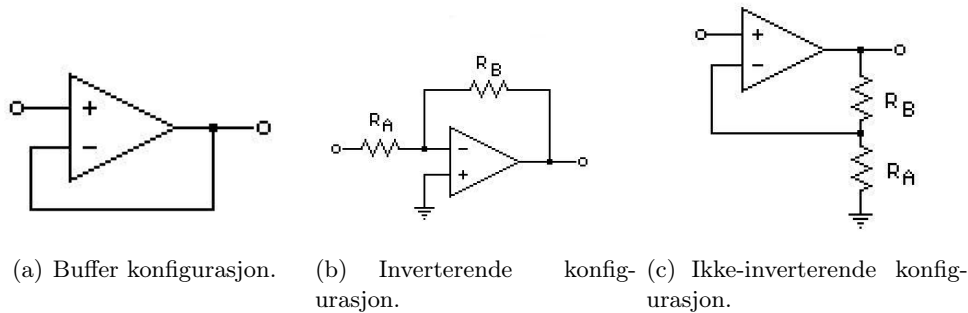 +
−
R_A
R_B
−
+
+
−
R_B
R_A
(a) Buffer konfigurasjon.
(b) Inverterende konfig-
urasjon.
(c) Ikke-inverterende konfig-
urasjon.